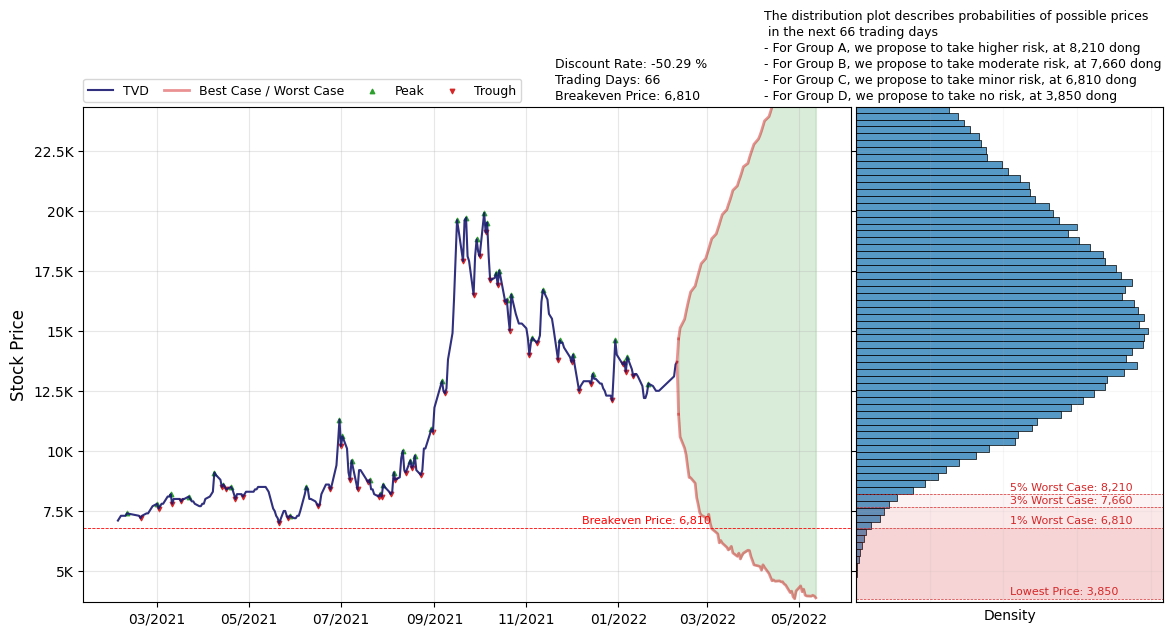 The distribution plot describes probabilities of possible prices
in the next 66 trading days
- For Group A, we propose to take higher risk, at 8,210 dong
- For Group B, we propose to take moderate risk, at 7,660 dong
- For Group C, we propose to take minor risk, at 6,810 dong
- For Group D, we propose to take no risk, at 3,850 dong
Discount Rate: -50.29 %
Trading Days: 66
Breakeven Price: 6,810
TVD Best Case / Worst Case Peak Trough
Stock Price
22.5K
20K
17.5K
15K
12.5K
10K
7.5K
5K
Breakeven Price: 6,810
5% Worst Case: 8,210
3% Worst Case: 7,660
1% Worst Case: 6,810
Lowest Price: 3,850
03/2021 05/2021 07/2021 09/2021 11/2021 01/2022 03/2022 05/2022
Density